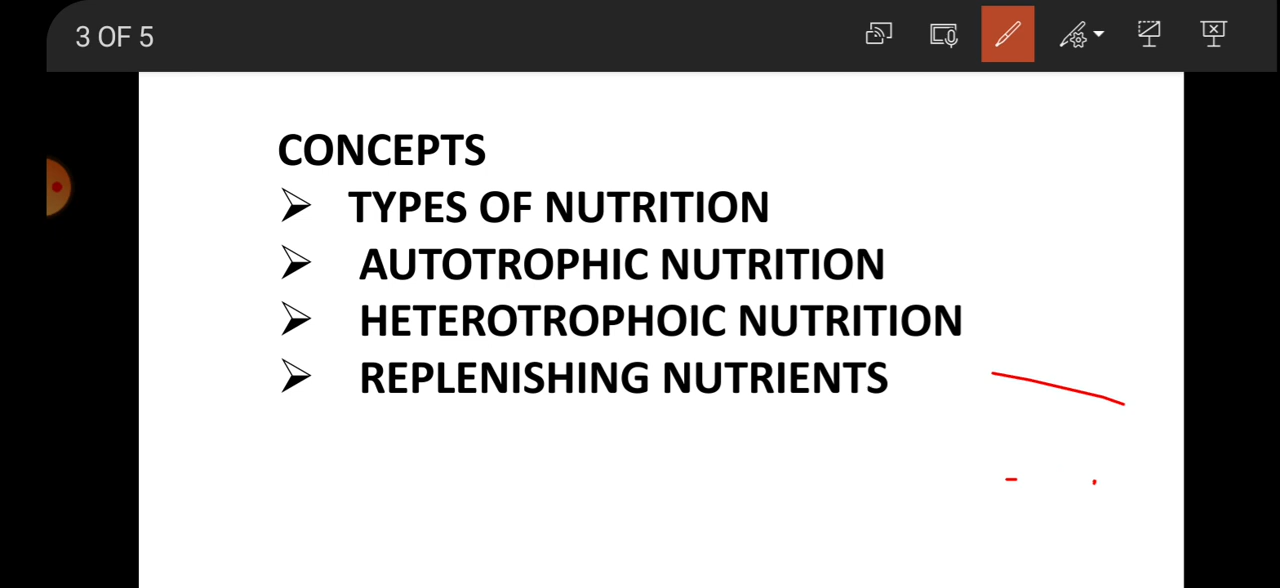 3 OF 5
CONCEPTS
➢ TYPES OF NUTRITION
➢ AUTOTROPHIC NUTRITION
➢ HETEROTROPHOIC NUTRITION
➢ REPLENISHING NUTRIENTS